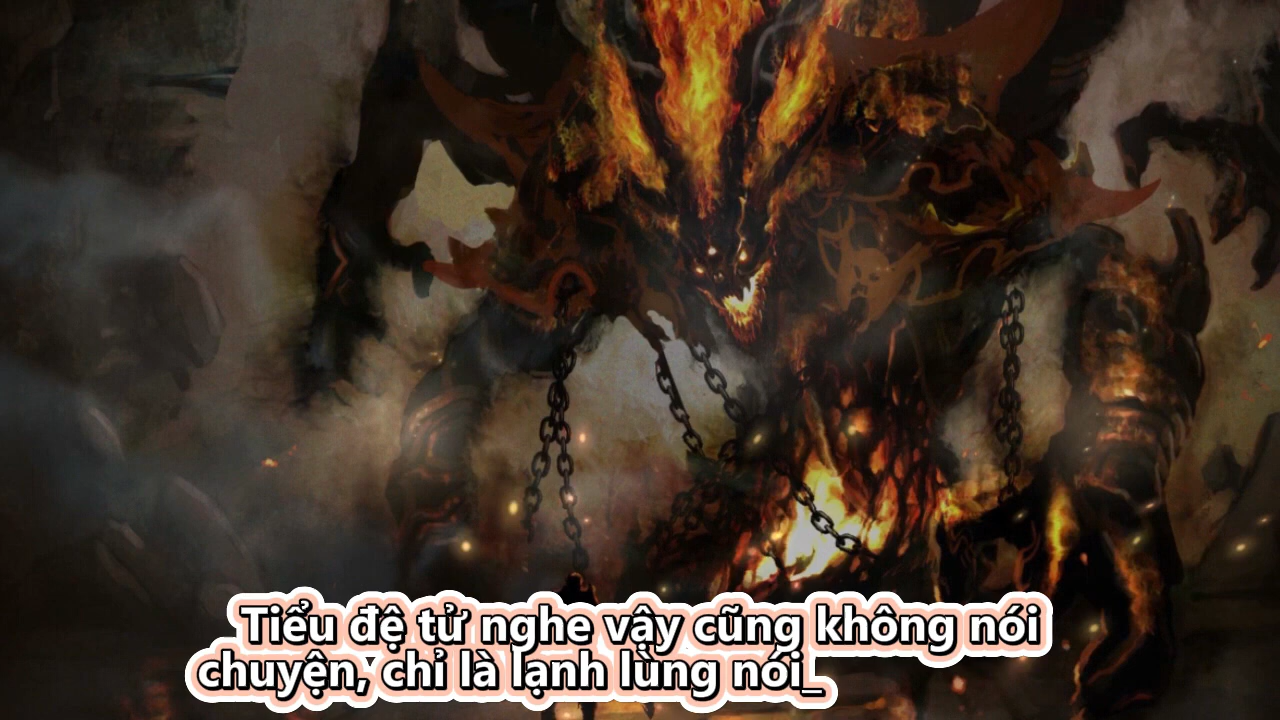 Tiểu đệ tử nghe vậy cũng không nói
chuyện, chỉ là lạnh lùng nói_